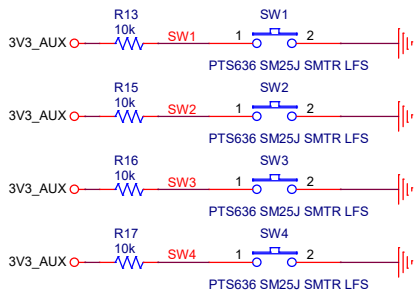 R13 SW1
10k
3V3_AUX SW1 1 2
PTS636 SM25J SMTR LFS
R15 SW2
10k
3V3_AUX SW2 1 2
PTS636 SM25J SMTR LFS
R16 SW3
10k
3V3_AUX SW3 1 2
PTS636 SM25J SMTR LFS
R17 SW4
10k
3V3_AUX SW4 1 2
PTS636 SM25J SMTR LFS